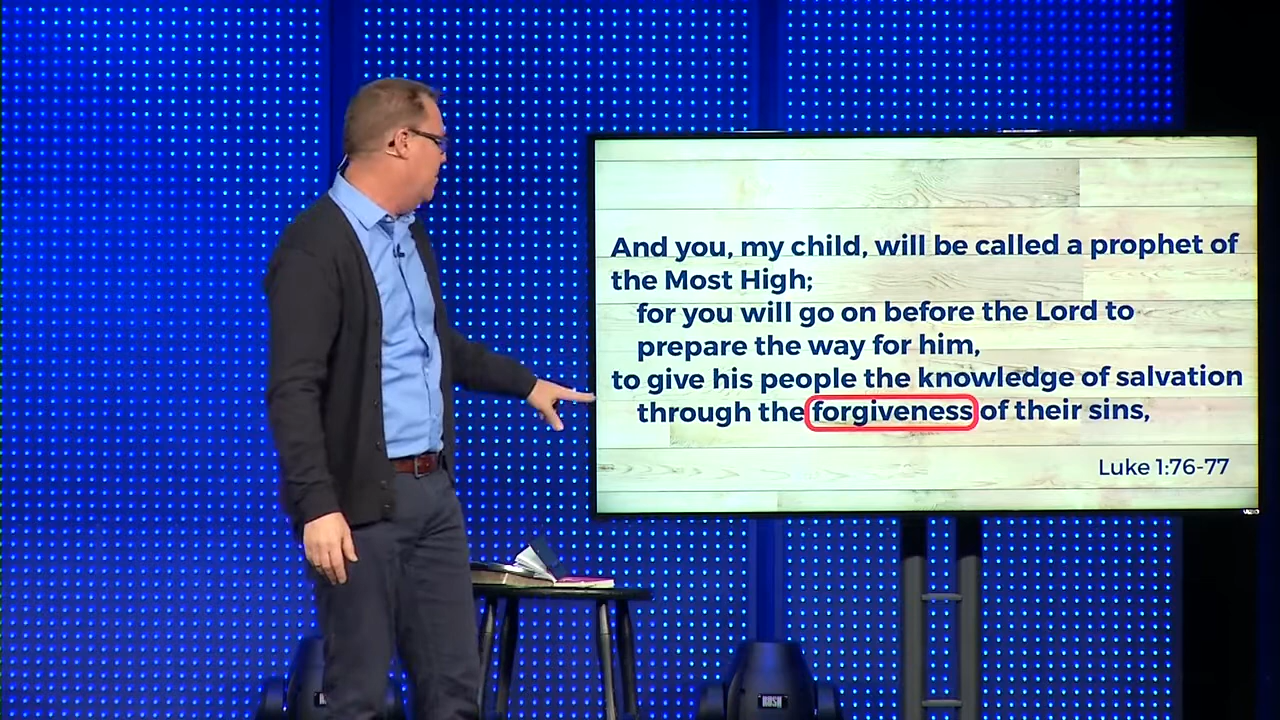 And you, my child, will be called a prophet of
the Most High;
for you will go on before the Lord to
prepare the way for him,
to give his people the knowledge of salvation
through the forgiveness of their sins,
Luke 1:76-77
VIZIO
RUSH